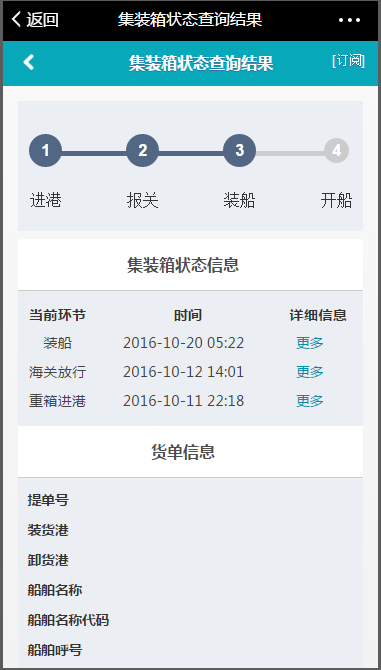 返回 集装箱状态查询结果
集装箱状态查询结果 [订阅]
1 2 3 4
进港 报关 装船 开船
集装箱状态信息
当前环节 时间 详细信息
装船 2016-10-20 05:22 更多
海关放行 2016-10-12 14:01 更多
重箱进港 2016-10-11 22:18 更多
货单信息
提单号
装货港
卸货港
船舶名称
船舶名称代码
船舶呼号